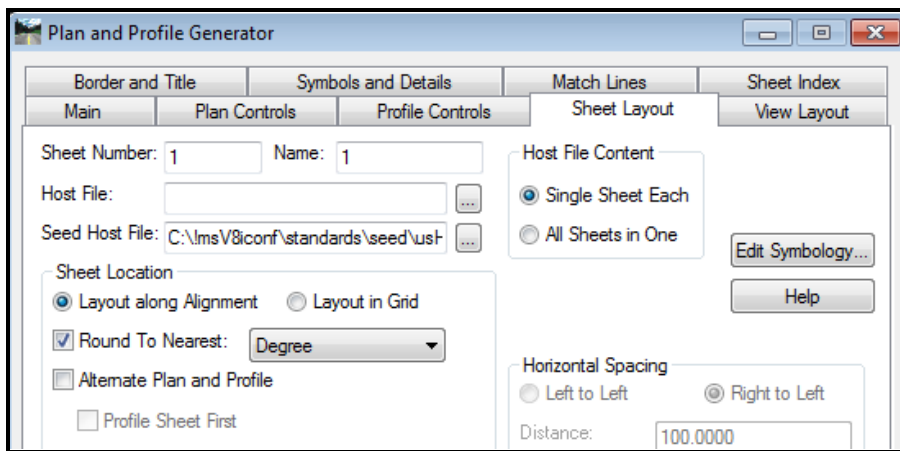 Plan and Profile Generator
Border and Title Symbols and Details Match Lines Sheet Index
Main Plan Controls Profile Controls Sheet Layout View Layout
Sheet Number: 1 Name: 1
Host File: ...
Seed Host File: C:\!msV8iconf\standards\seed\usH ...
Host File Content
Single Sheet Each
All Sheets in One
Edit Symbology...
Help
Sheet Location
Layout along Alignment Layout in Grid
Round To Nearest: Degree
Alternate Plan and Profile
Profile Sheet First
Horizontal Spacing
Left to Left Right to Left
Distance: 100.0000